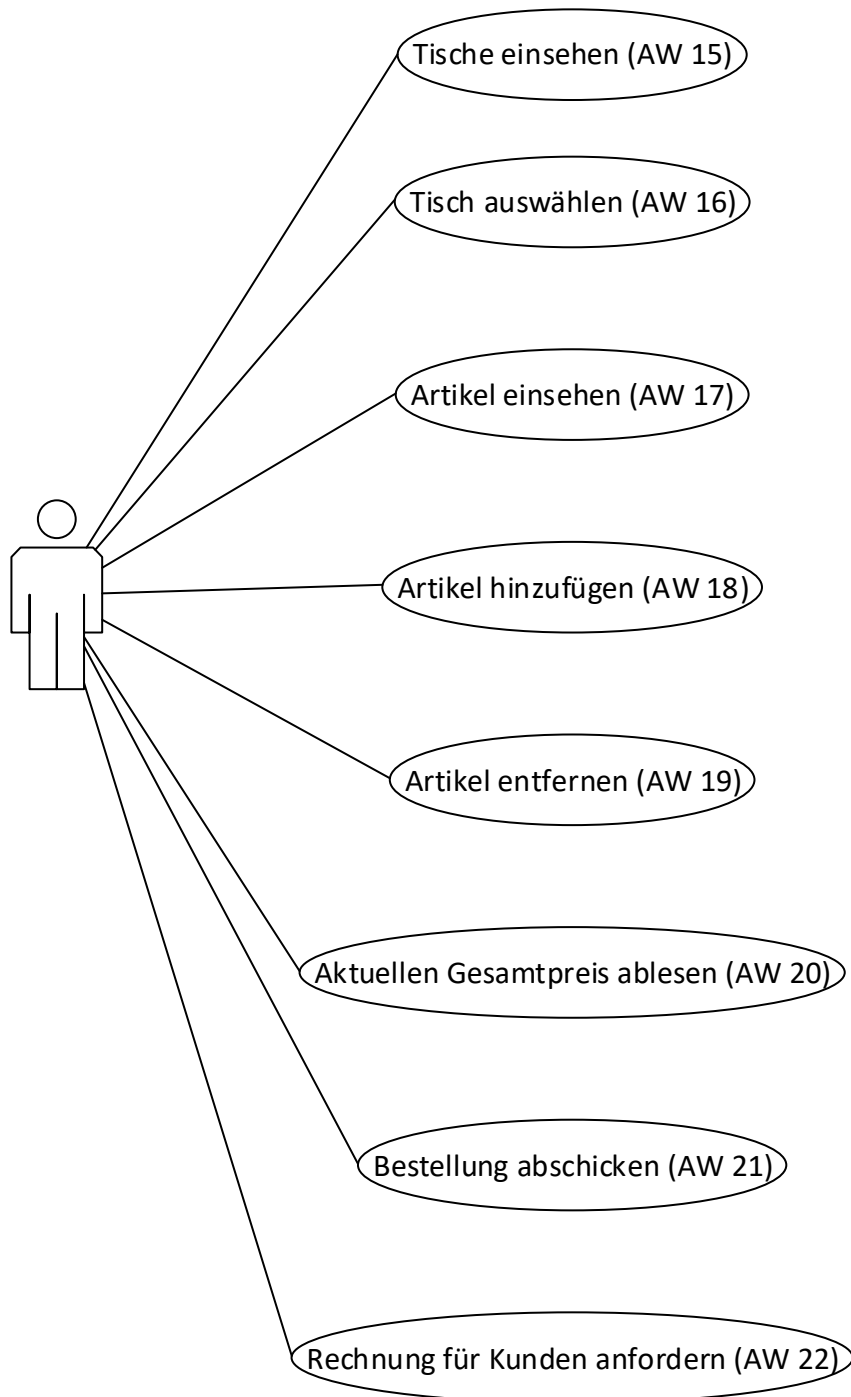 Tische einsehen (AW 15)
Tisch auswählen (AW 16)
Artikel einsehen (AW 17)
Artikel hinzufügen (AW 18)
Artikel entfernen (AW 19)
Aktuellen Gesamtpreis ablesen (AW 20)
Bestellung abschicken (AW 21)
Rechnung für Kunden anfordern (AW 22)